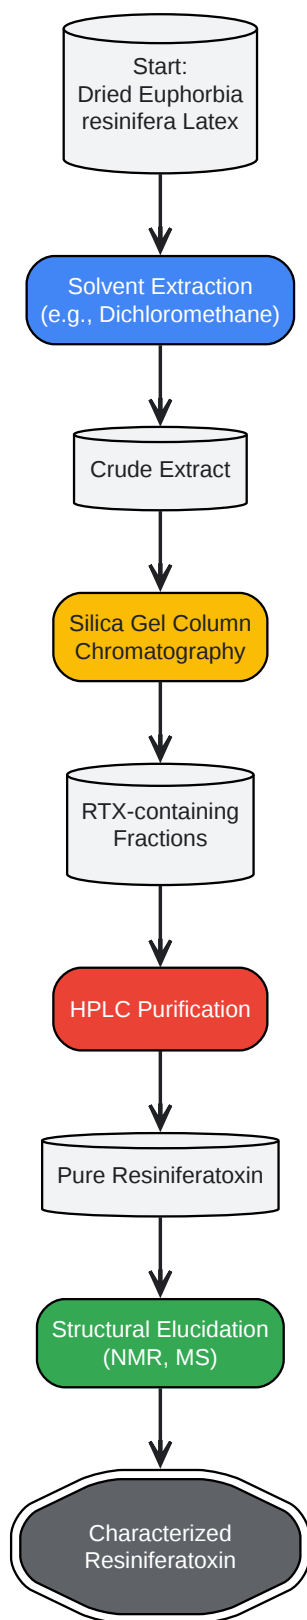 Start:
Dried Euphorbia
resinifera Latex
Solvent Extraction
(e.g., Dichloromethane)
Crude Extract
Silica Gel Column
Chromatography
RTX-containing
Fractions
HPLC Purification
Pure Resiniferatoxin
Structural Elucidation
(NMR, MS)
Characterized
Resiniferatoxin